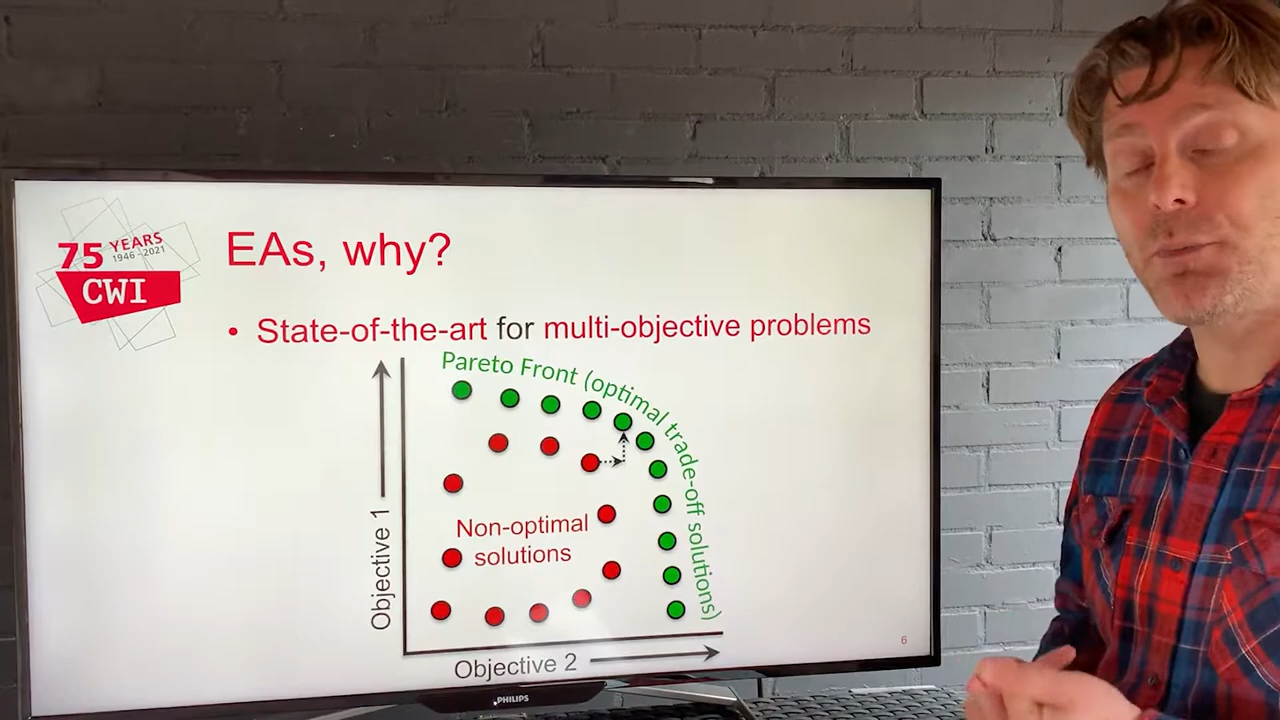 75 YEARS
1946-2021
CWI
EAs, why?
• State-of-the-art for multi-objective problems
Pareto Front (optimal trade-off solutions)
Non-optimal
solutions
Objective 1
Objective 2
6
PHILIPS